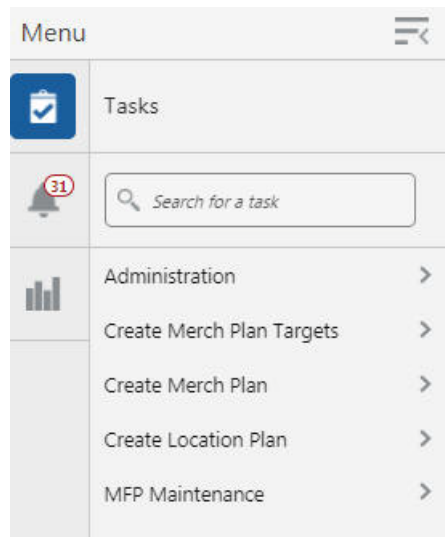 Menu
Tasks
31
Search for a task
Administration
Create Merch Plan Targets
Create Merch Plan
Create Location Plan
MFP Maintenance